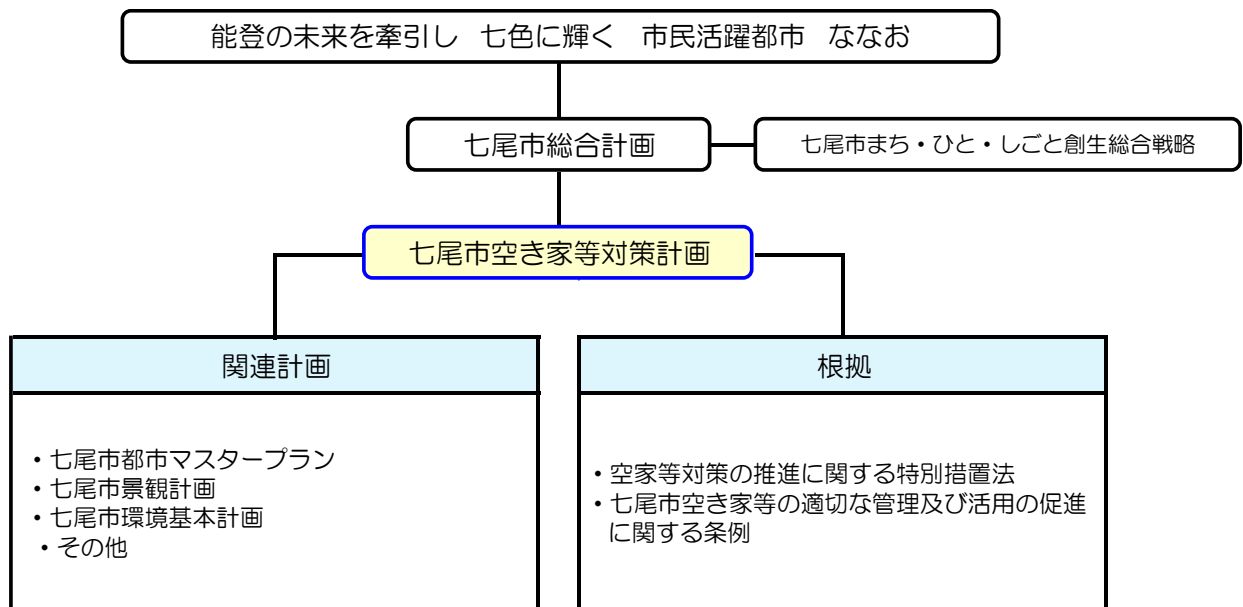 能登の未来を牽引し 七色に輝く 市民活躍都市 ななお
七尾市総合計画
七尾市まち・ひと・しごと創生総合戦略
七尾市空き家等対策計画
関連計画
・七尾市都市マスタープラン
・七尾市景観計画
・七尾市環境基本計画
・その他
根拠
・空家等対策の推進に関する特別措置法
・七尾市空き家等の適切な管理及び活用の促進
に関する条例